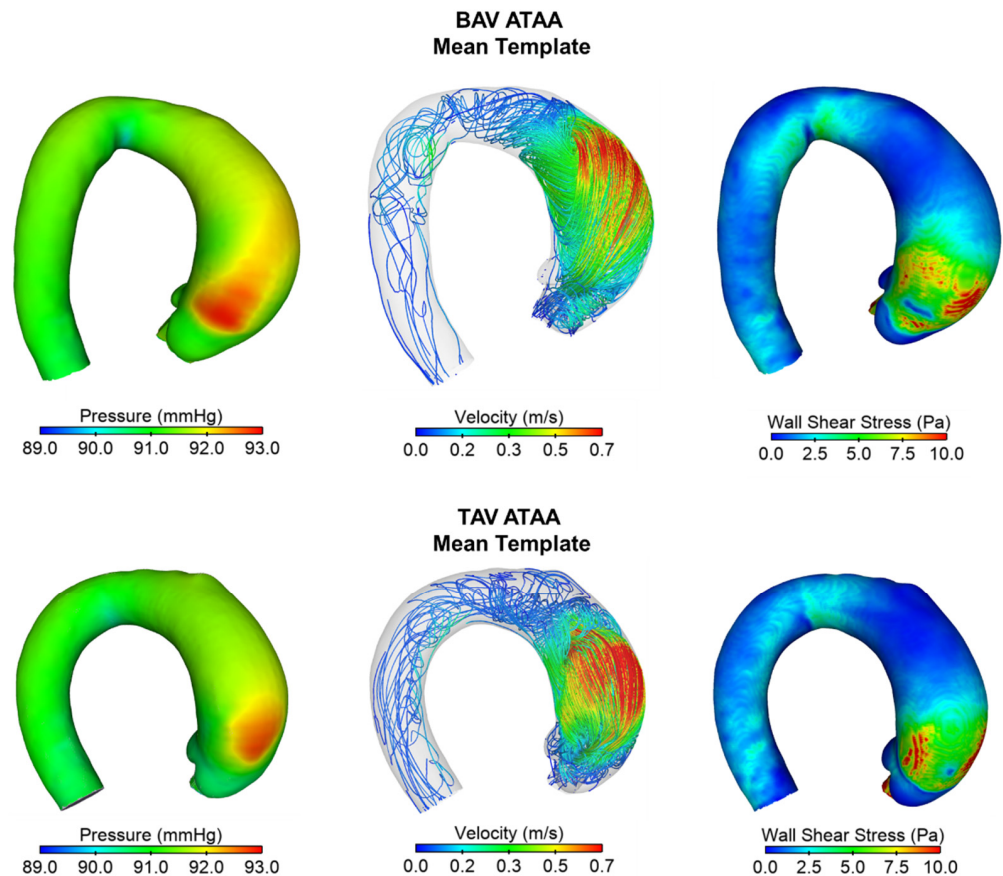 BAV ATAA
Mean Template
Pressure (mmHg)
89.0 90.0 91.0 92.0 93.0
Velocity (m/s)
0.0 0.2 0.3 0.5 0.7
Wall Shear Stress (Pa)
0.0 2.5 5.0 7.5 10.0
TAV ATAA
Mean Template
Pressure (mmHg)
89.0 90.0 91.0 92.0 93.0
Velocity (m/s)
0.0 0.2 0.3 0.5 0.7
Wall Shear Stress (Pa)
0.0 2.5 5.0 7.5 10.0